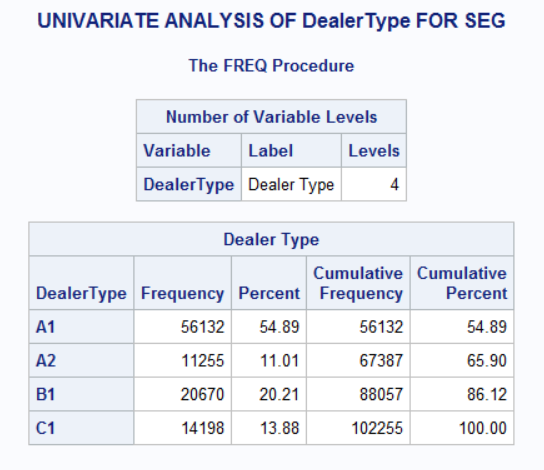 UNIVARIATE ANALYSIS OF DealerType FOR SEG
The FREQ Procedure
Number of Variable Levels
Variable Label Levels
DealerType Dealer Type 4
Dealer Type
DealerType Frequency Percent Cumulative Frequency Cumulative Percent
A1 56132 54.89 56132 54.89
A2 11255 11.01 67387 65.90
B1 20670 20.21 88057 86.12
C1 14198 13.88 102255 100.00